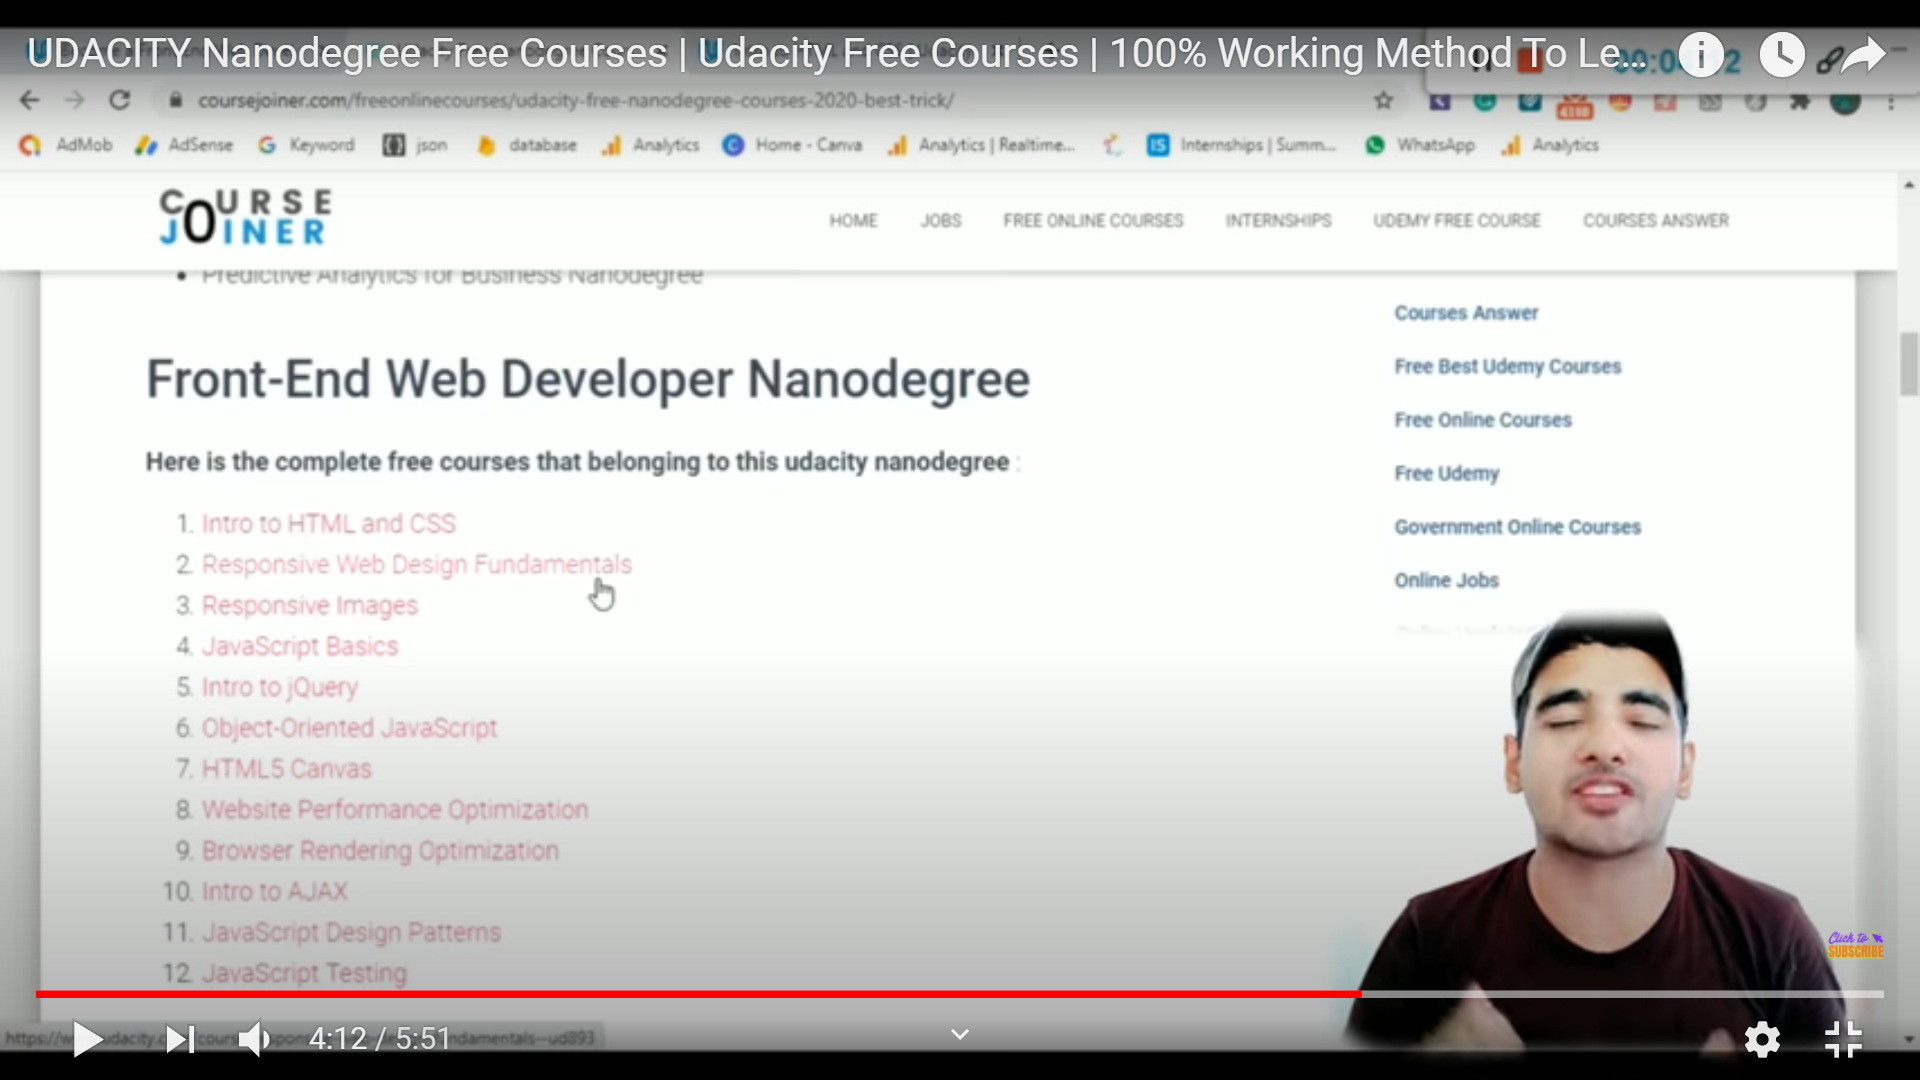 UDACITY Nanodegree Free Courses | Udacity Free Courses | 100% Working Method To Le...
coursejoiner.com/freeonlinecourses/udacity-free-nanodegree-courses-2020-best-trick/
4310
AdMob AdSense Keyword json database Analytics Home - Canva Analytics | Realtime... IS Internships | Summ... WhatsApp Analytics
COURSE
JOINER
HOME JOBS FREE ONLINE COURSES INTERNSHIPS UDEMY FREE COURSE COURSES ANSWER
Predictive Analytics for Business Nanodegree
Front-End Web Developer Nanodegree
Here is the complete free courses that belonging to this udacity nanodegree :
1. Intro to HTML and CSS
2. Responsive Web Design Fundamentals
3. Responsive Images
4. JavaScript Basics
5. Intro to jQuery
6. Object-Oriented JavaScript
7. HTML5 Canvas
8. Website Performance Optimization
9. Browser Rendering Optimization
10. Intro to AJAX
11. JavaScript Design Patterns
12. JavaScript Testing
Courses Answer
Free Best Udemy Courses
Free Online Courses
Free Udemy
Government Online Courses
Online Jobs
Click to
SUBSCRIBE
4:12 / 5:51